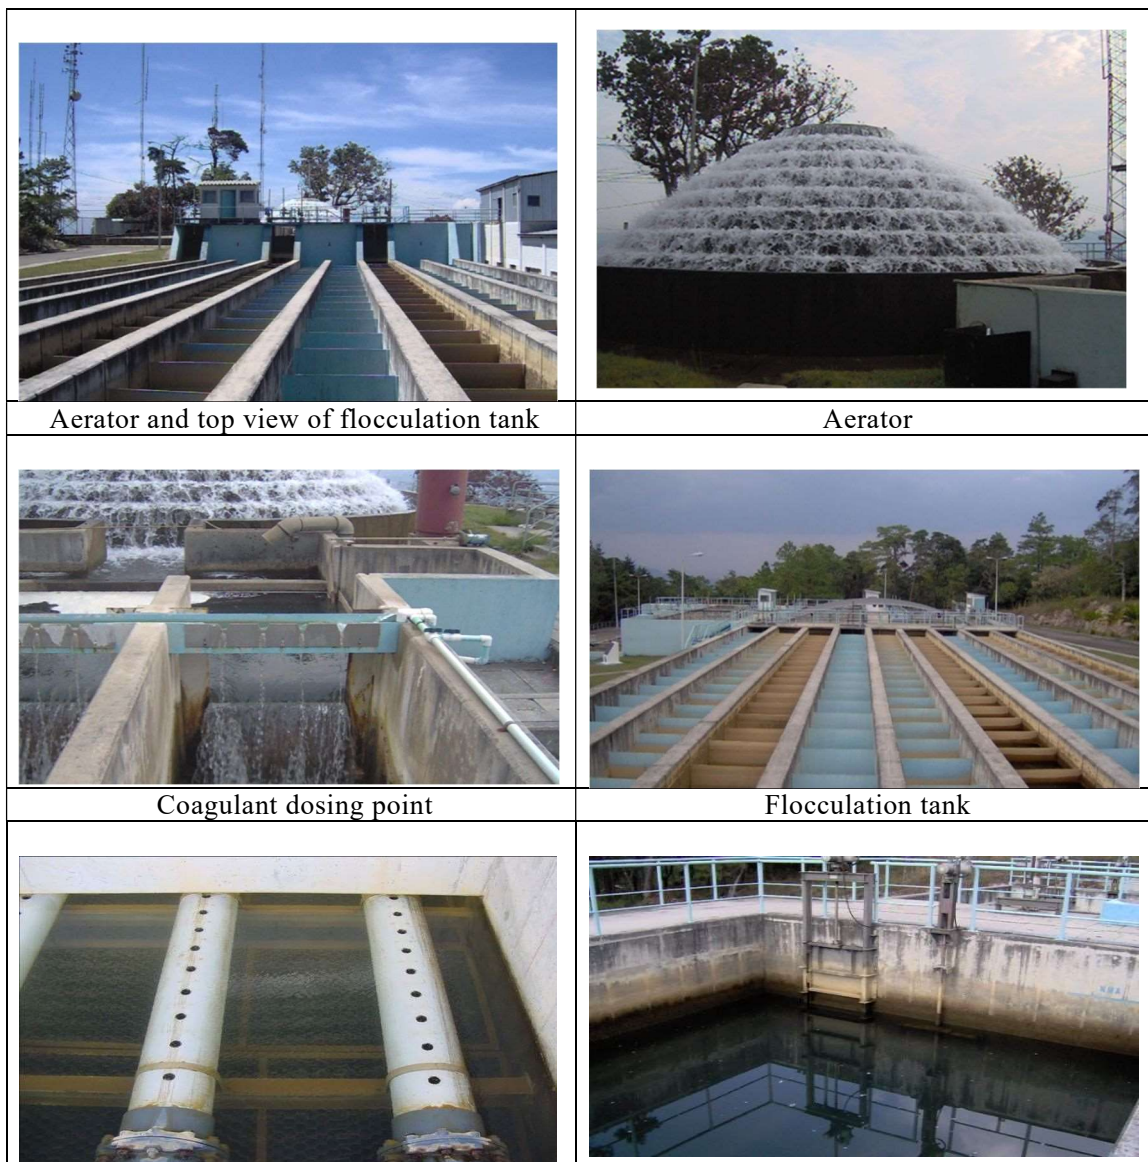 Aerator and top view of flocculation tank
Aerator
Coagulant dosing point
Flocculation tank